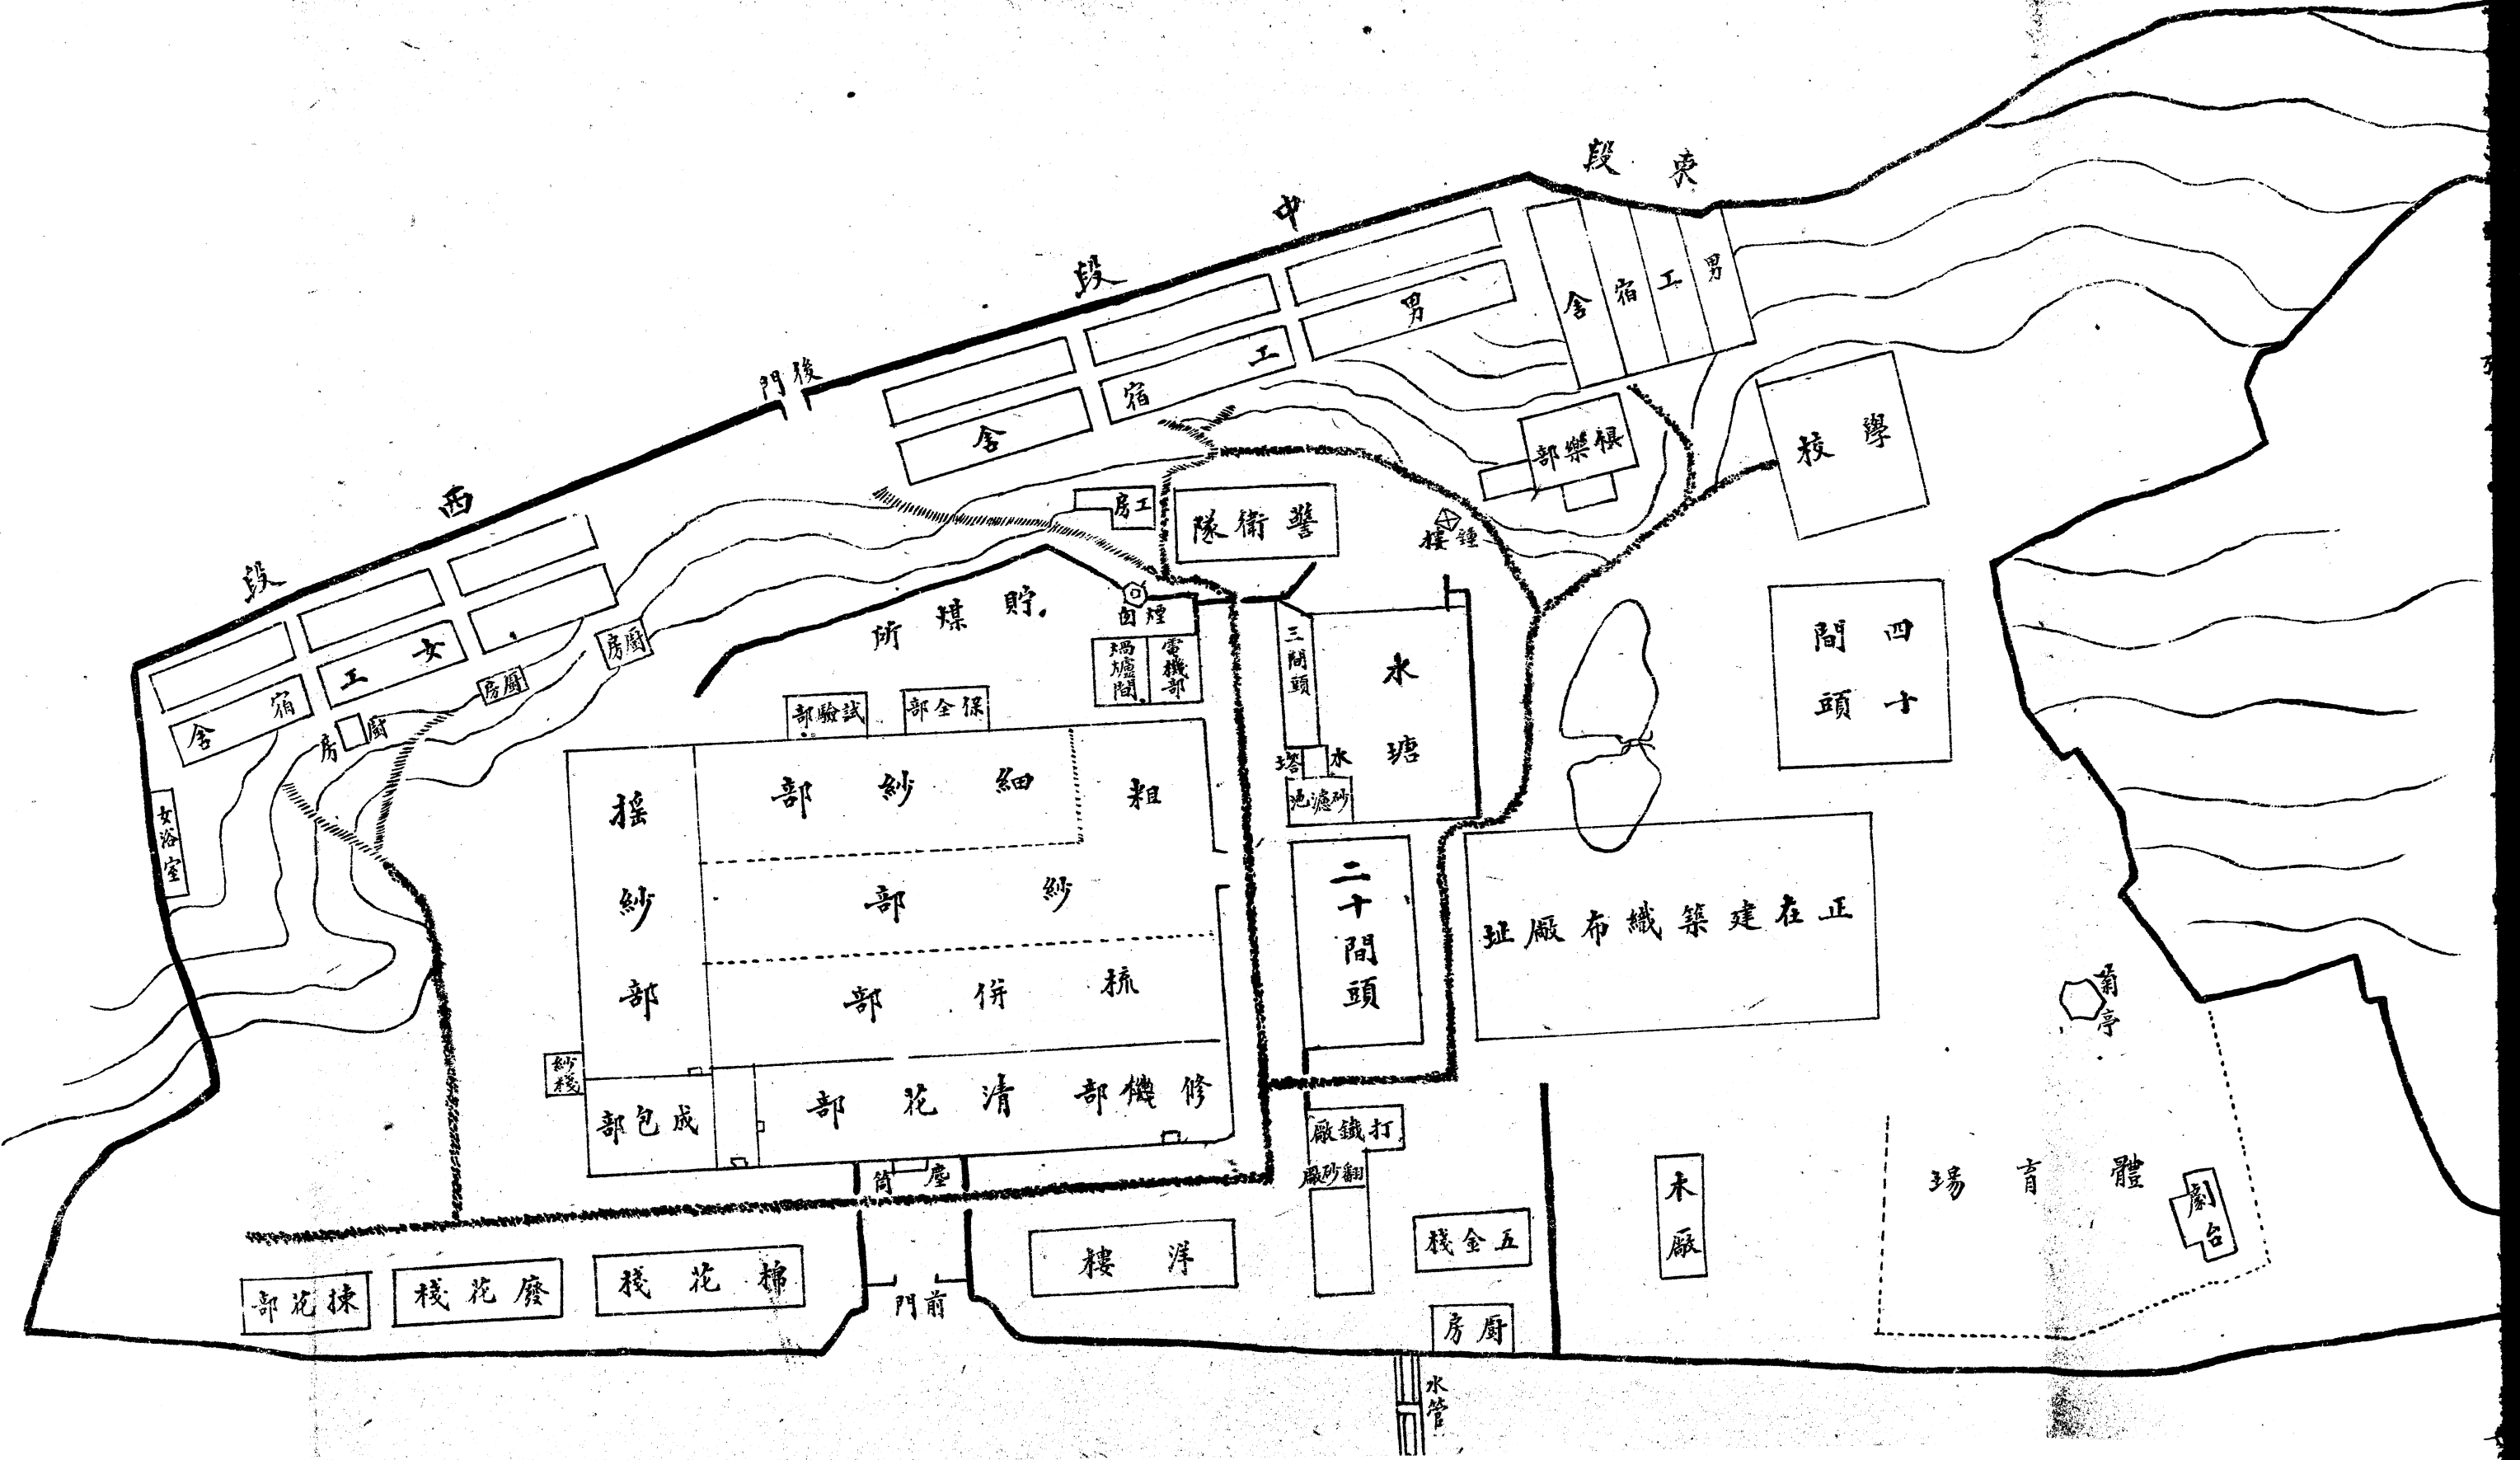 東段
中段
西段
後門
男工宿舍
男工宿舍
女工宿舍
學校
俱樂部
鍾樓
警衛隊
工房
煙囱
貯煤所
電機部
鍋爐間
三間頭
水塘
水塔
砂濾池
四十間頭
廚房
廚房
廚房
女浴室
試驗部
保全部
細紗部
粗紗部
搖紗部
梳併部
修機部
清花部
成包部
紗棧
二十間頭
正在建築織布廠址
菊亭
體育場
劇台
木廠
打鐵廠
翻砂廠
五金棧
廚房
塵筒
洋樓
前門
棉花棧
廢花棧
揀花部
水管